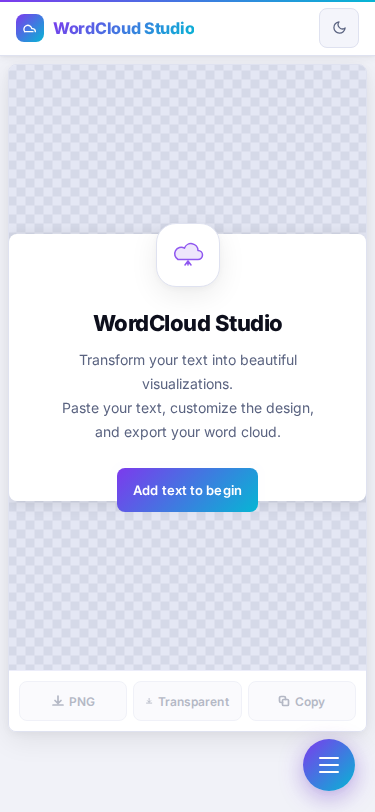 WordCloud Studio
WordCloud Studio
Transform your text into beautiful
visualizations.
Paste your text, customize the design,
and export your word cloud.
Add text to begin
PNG
Transparent
Copy